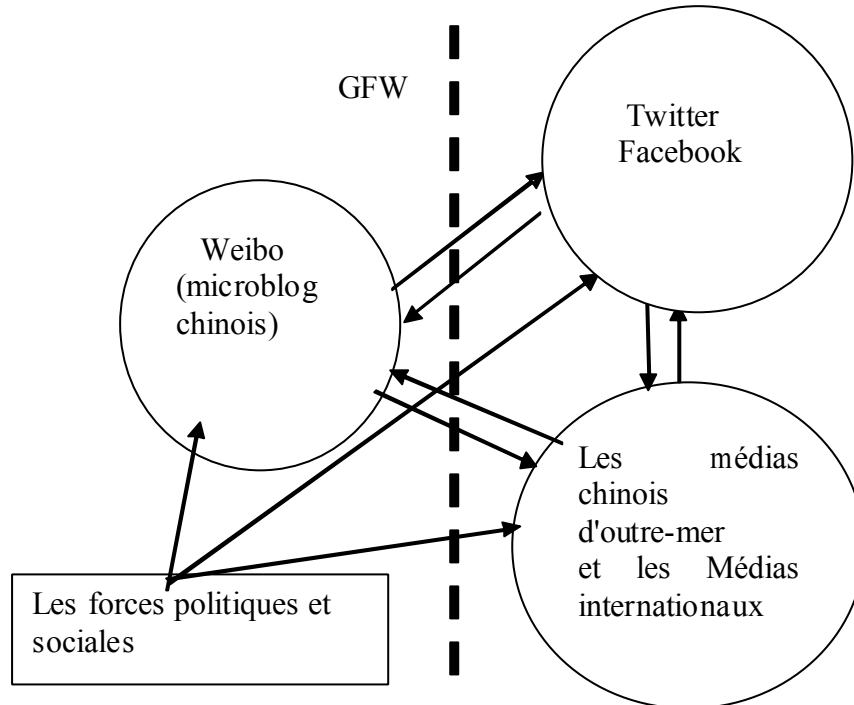 GFW
Twitter
Facebook
Weibo
(microblog
chinois)
Les médias
chinois
d'outre-mer
et les Médias
internationaux
Les forces politiques et
sociales